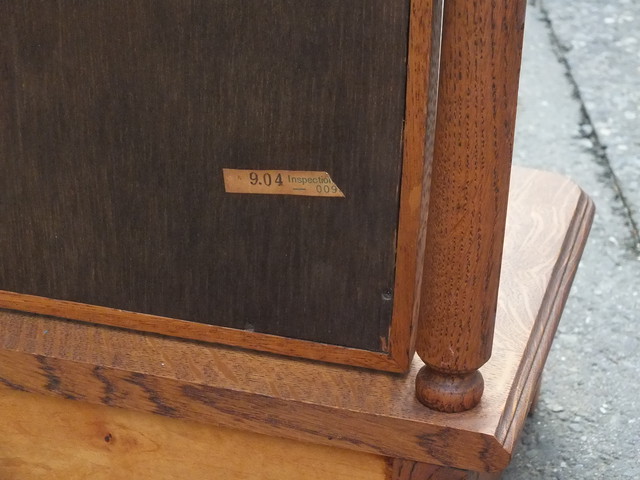 9.04 Inspection
— 009